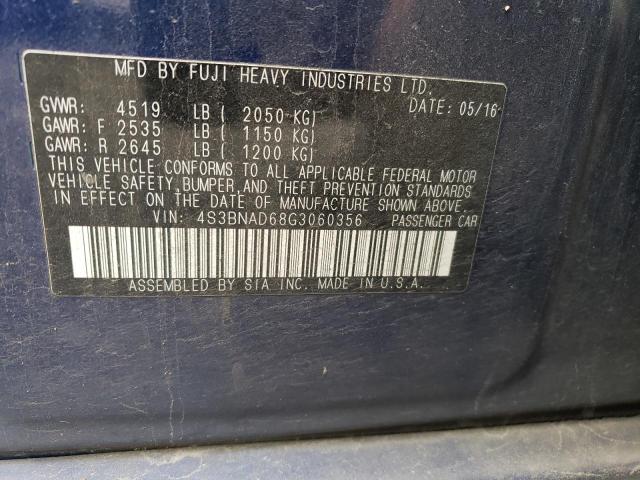 MFD BY FUJI HEAVY INDUSTRIES LTD.
DATE: 05/16
GVWR: 4519 LB ( 2050 KG)
GAWR: F 2535 LB ( 1150 KG)
GAWR: R 2645 LB ( 1200 KG)
THIS VEHICLE CONFORMS TO ALL APPLICABLE FEDERAL MOTOR
VEHICLE SAFETY, BUMPER, AND THEFT PREVENTION STANDARDS
IN EFFECT ON THE DATE OF MANUFACTURE SHOWN ABOVE.
VIN: 4S3BNAD68G3060356 PASSENGER CAR
ASSEMBLED BY SIA INC. MADE IN U.S.A.